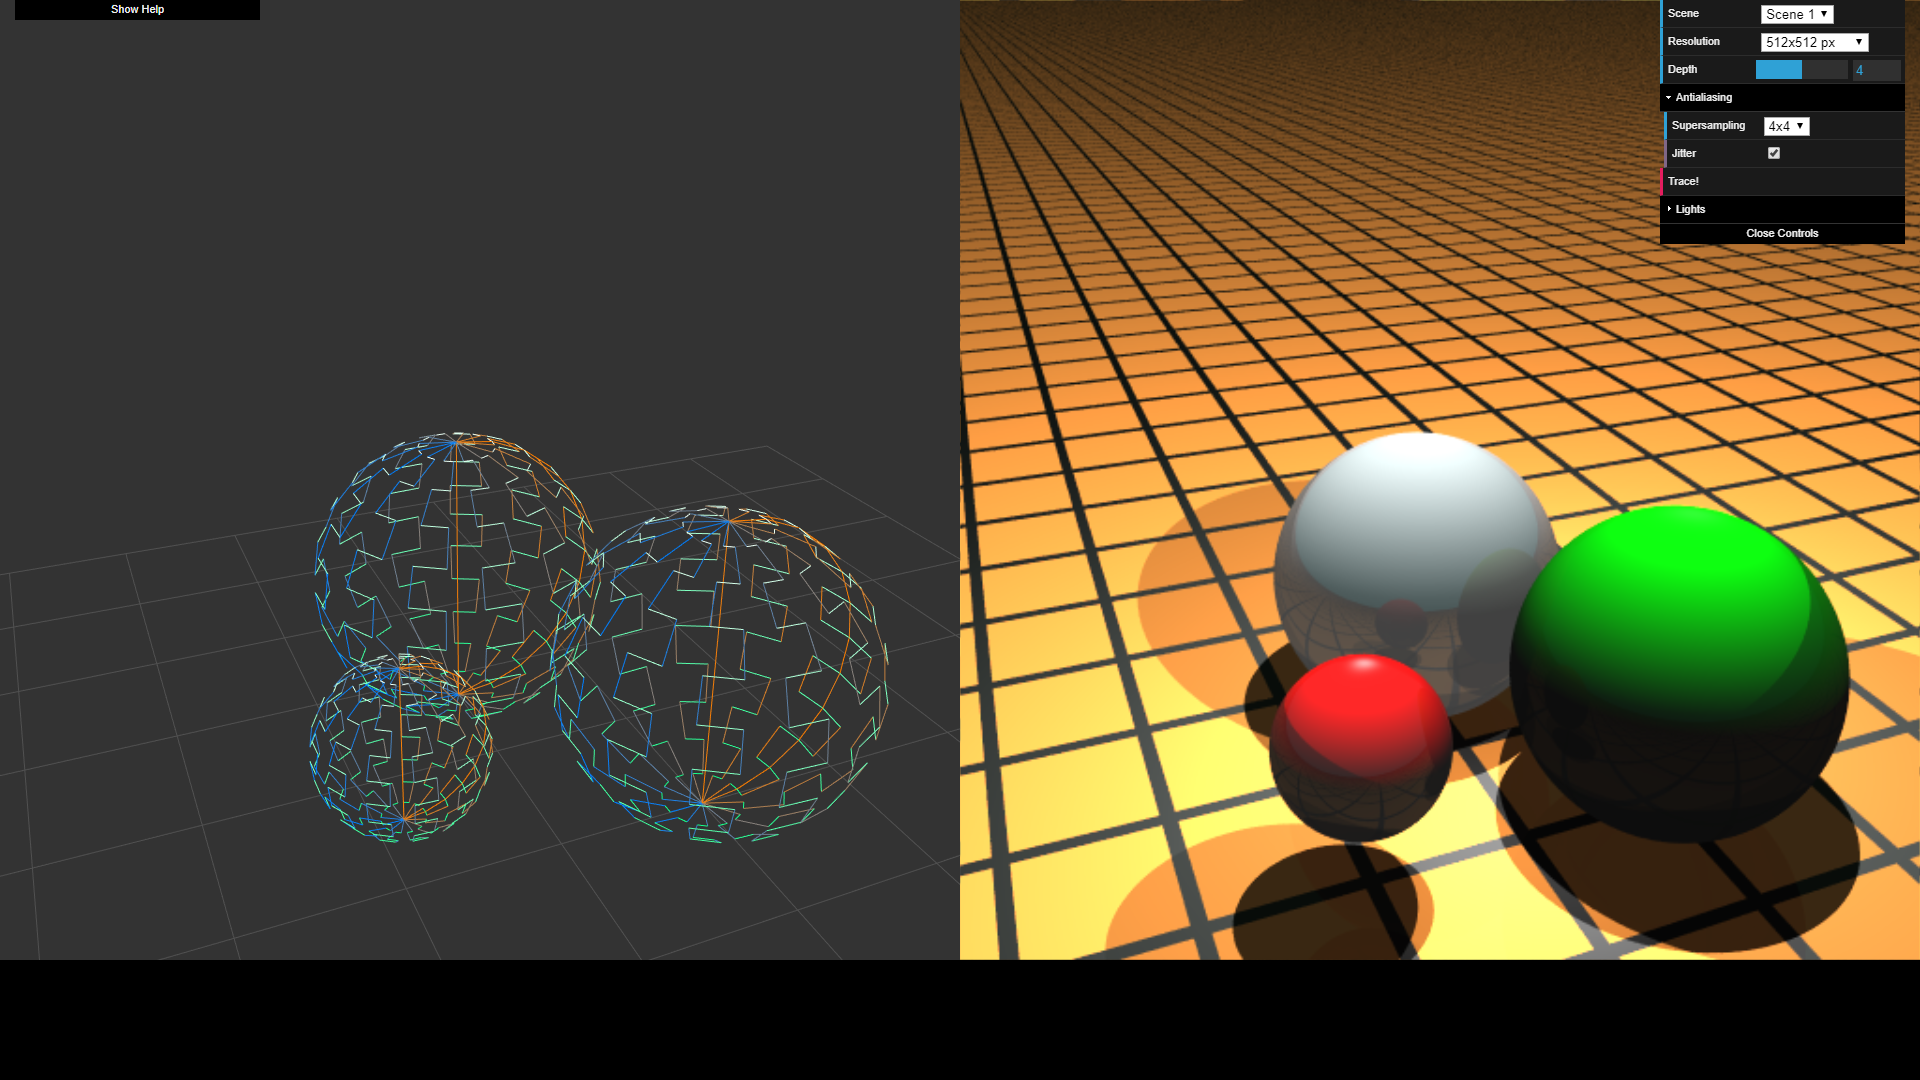 Show Help
Scene Scene 1
Resolution 512x512 px
Depth 4
Antialiasing
Supersampling 4x4
Jitter
Trace!
Lights
Close Controls